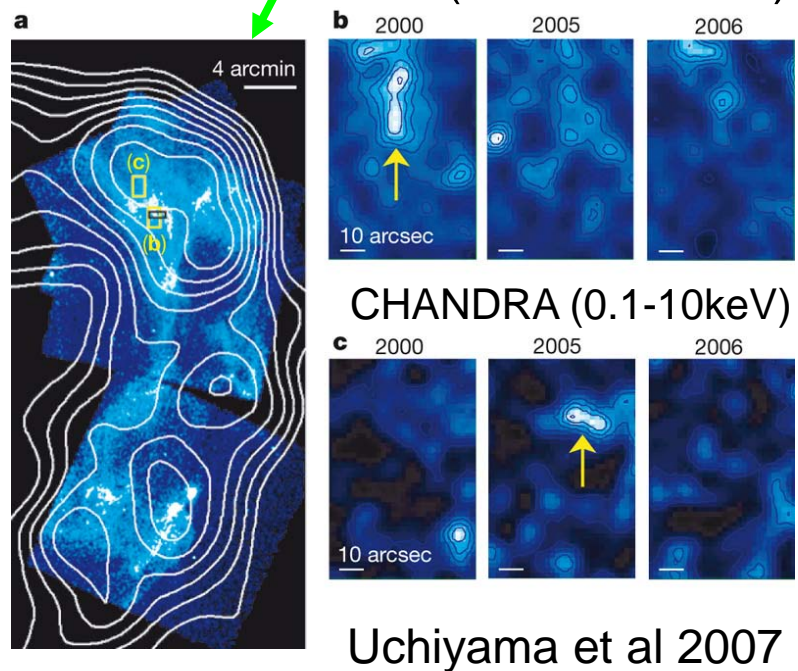 a
4 arcmin
(c)
(b)
b
2000
2005
2006
10 arcsec
CHANDRA (0.1-10keV)
c
2000
2005
2006
10 arcsec
Uchiyama et al 2007